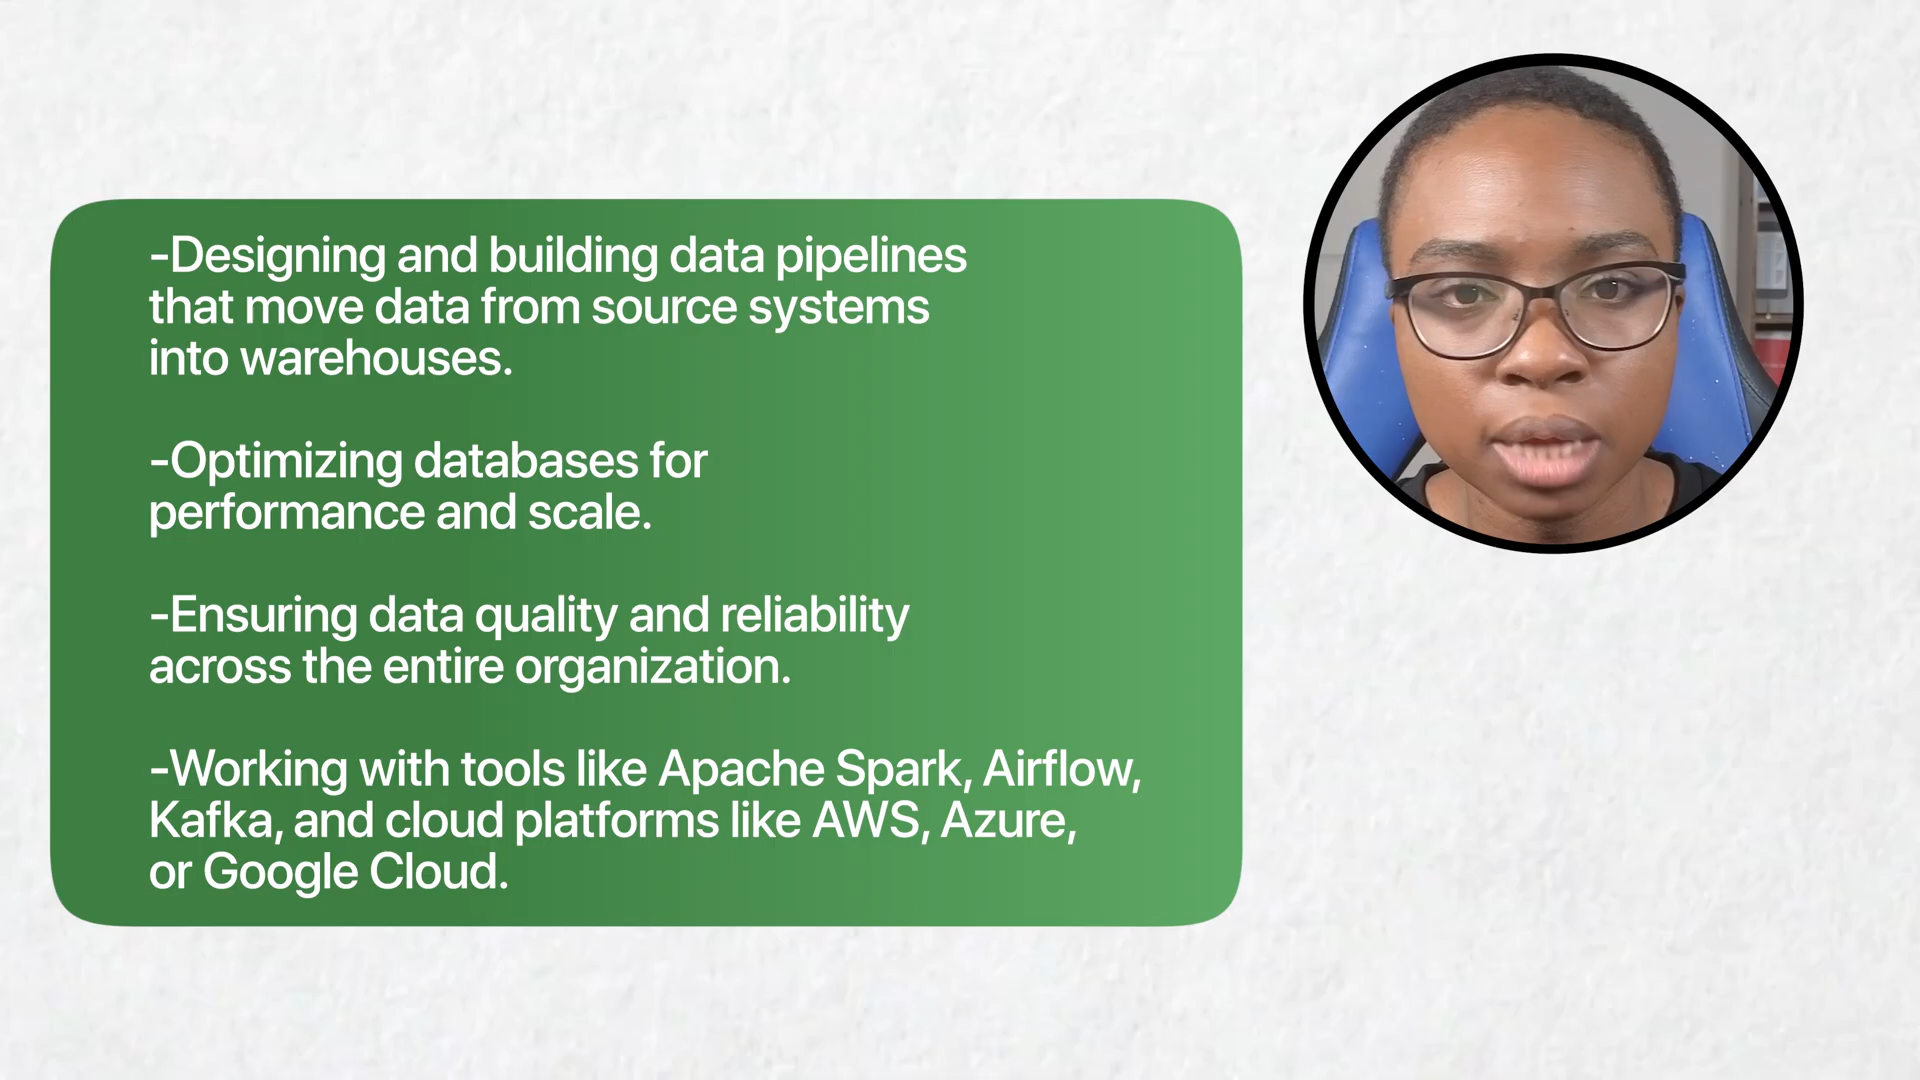 -Designing and building data pipelines
that move data from source systems
into warehouses.
-Optimizing databases for
performance and scale.
-Ensuring data quality and reliability
across the entire organization.
-Working with tools like Apache Spark, Airflow,
Kafka, and cloud platforms like AWS, Azure,
or Google Cloud.